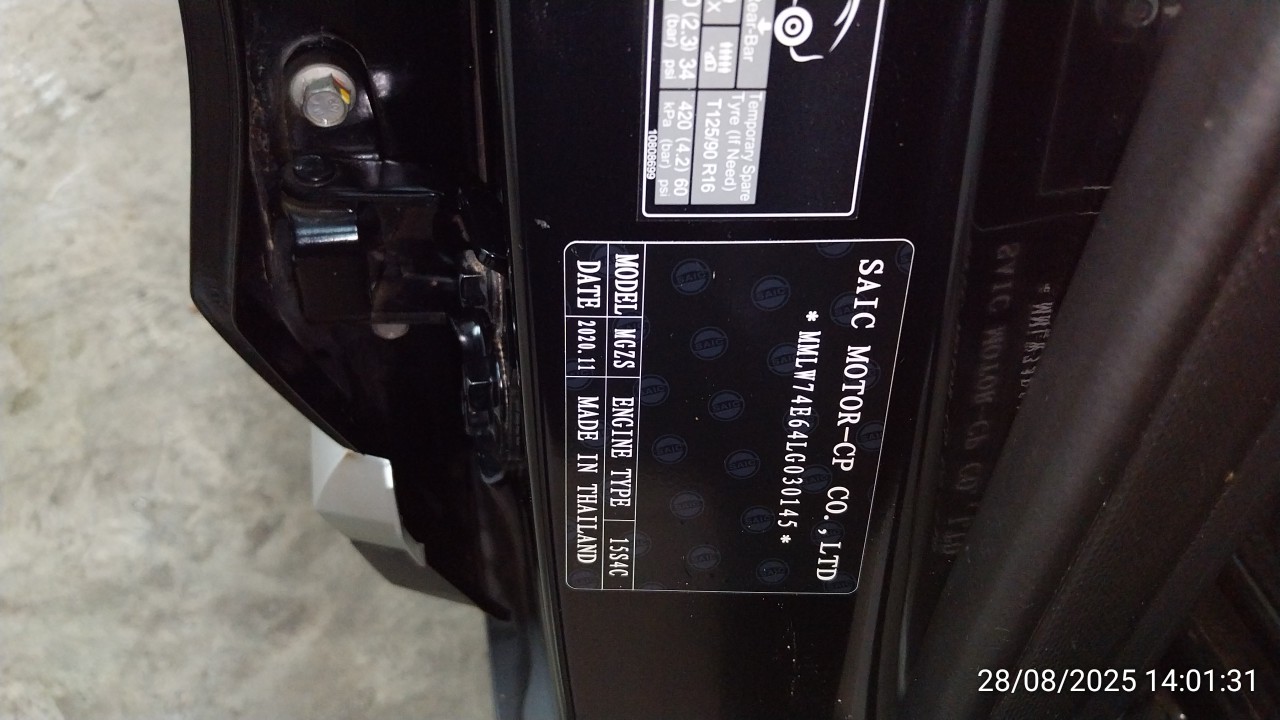 Rear-Bar
Temporary Spare
Tyre (If Need)
T125/90 R16
(2.3) 34
420 (4.2) 60
(bar) psi
kPa (bar) psi
10808699
SAIC MOTOR-CP CO.,LTD
*MMLW74E64LG030145*
MODEL MGZS ENGINE TYPE 15S4C
DATE 2020.11 MADE IN THAILAND
28/08/2025 14:01:31